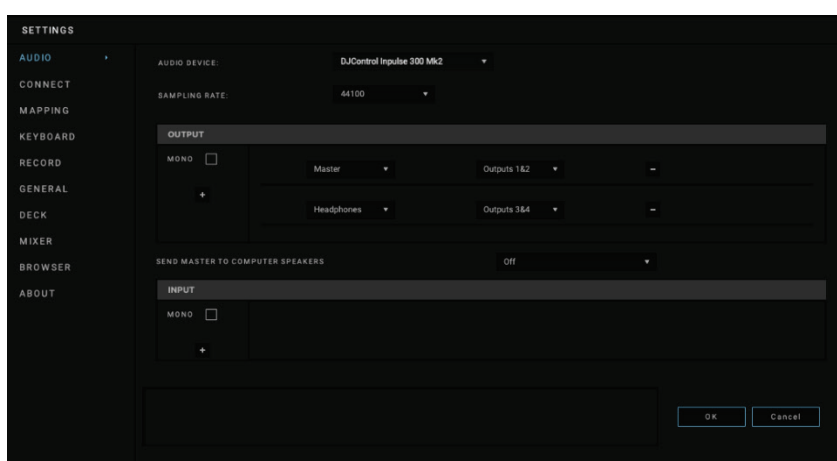 SETTINGS
AUDIO
CONNECT
MAPPING
KEYBOARD
RECORD
GENERAL
DECK
MIXER
BROWSER
ABOUT
AUDIO DEVICE: DJControl Inpulse 300 Mk2
SAMPLING RATE: 44100
OUTPUT
MONO
+
Master Outputs 1&2 -
Headphones Outputs 3&4 -
SEND MASTER TO COMPUTER SPEAKERS Off
INPUT
MONO
+
OK Cancel